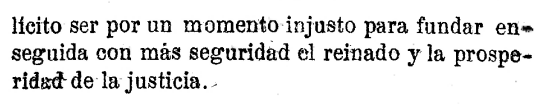 lícito ser por un momento injusto para fundar en-
seguida con más seguridad el reinado y la prospe-
ridad de la justicia.